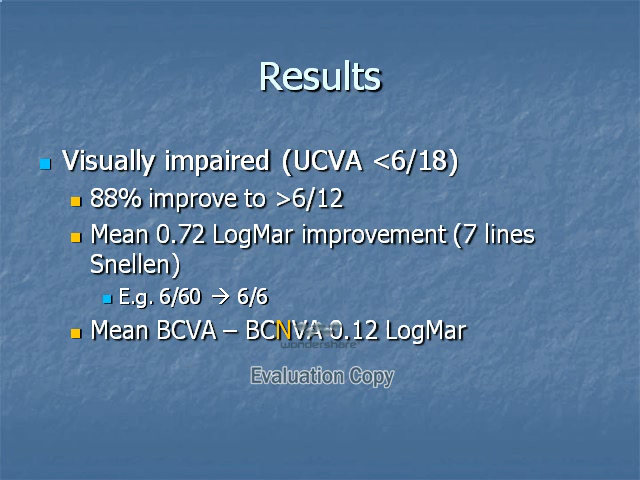 Results
Visually impaired (UCVA <6/18)
88% improve to >6/12
Mean 0.72 LogMar improvement (7 lines
Snellen)
E.g. 6/60 → 6/6
Mean BCVA – BCNVA 0.12 LogMar
wondershare
Evaluation Copy